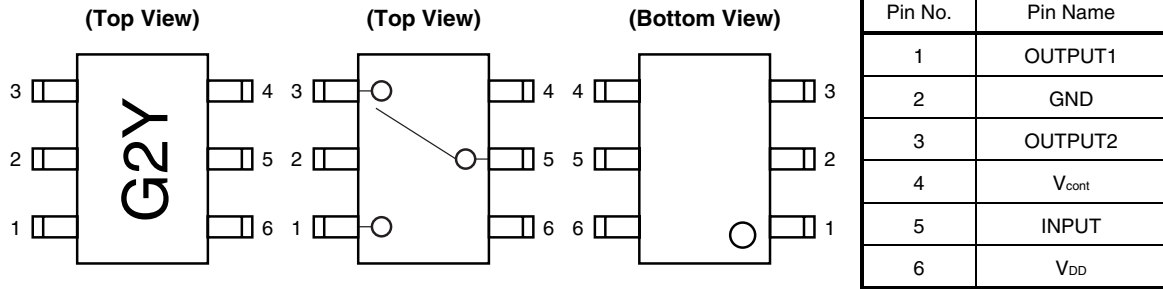 (Top View)
3 4
2 5
1 6
G2Y
(Top View)
3 4
2 5
1 6
(Bottom View)
4 3
5 2
6 1
Pin No. Pin Name
1 OUTPUT1
2 GND
3 OUTPUT2
4 Vcont
5 INPUT
6 VDD